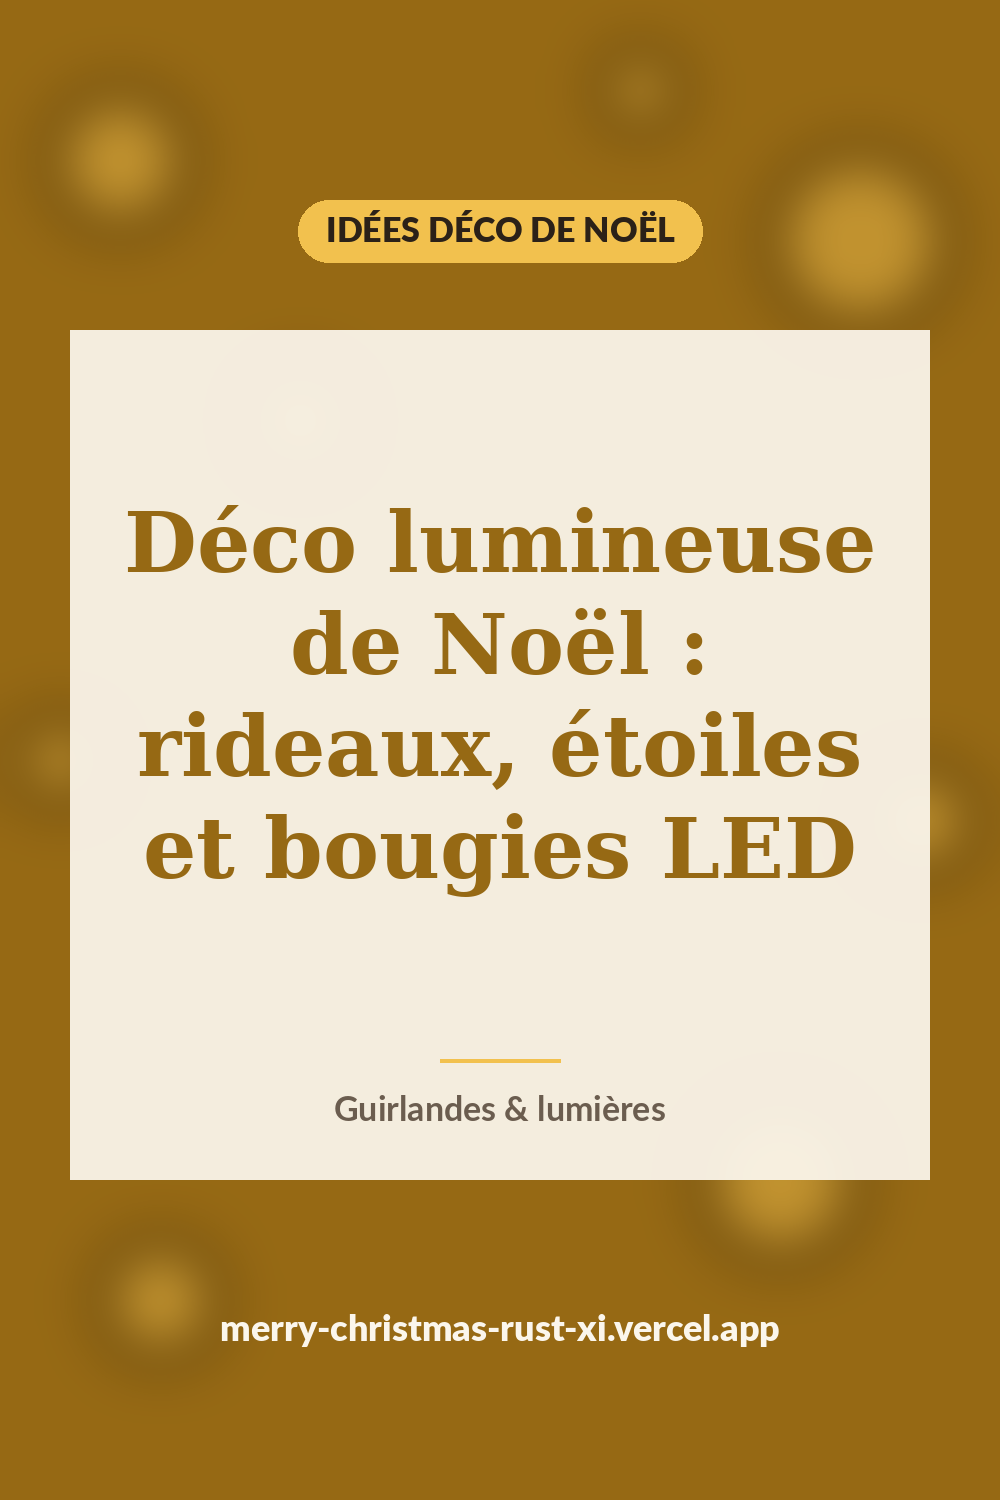 IDÉES DÉCO DE NOËL
Déco lumineuse
de Noël :
rideaux, étoiles
et bougies LED
Guirlandes & lumières
merry-christmas-rust-xi.vercel.app